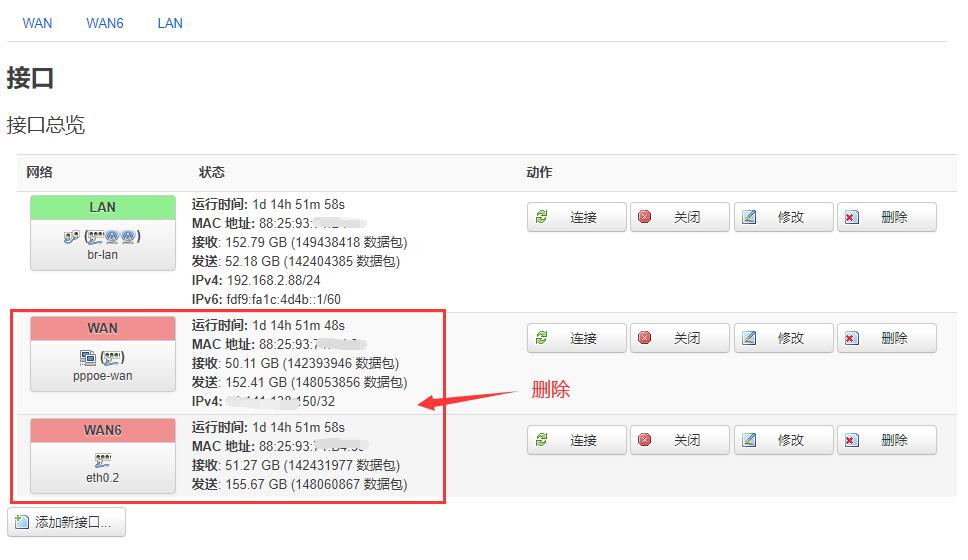 WAN WAN6 LAN
接口
接口总览
网络 状态 动作
LAN
br-lan
运行时间: 1d 14h 51m 58s
MAC 地址: 88:25:93:
接收: 152.79 GB (149438418 数据包)
发送: 52.18 GB (142404385 数据包)
IPv4: 192.168.2.88/24
IPv6: fdf9:fa1c:4d4b::1/60
连接 关闭 修改 删除
WAN
pppoe-wan
运行时间: 1d 14h 51m 48s
MAC 地址: 88:25:93:
接收: 50.11 GB (142393946 数据包)
发送: 152.41 GB (148053856 数据包)
IPv4: 150/32
连接 关闭 修改 删除
删除
WAN6
eth0.2
运行时间: 1d 14h 51m 58s
MAC 地址: 88:25:93:
接收: 51.27 GB (142431977 数据包)
发送: 155.67 GB (148060867 数据包)
连接 关闭 修改 删除
添加新接口...